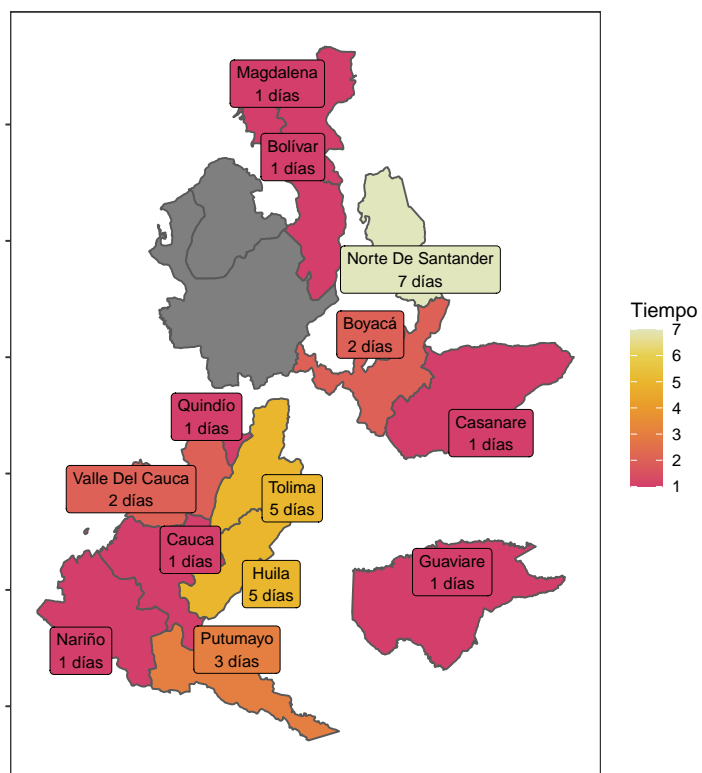 Magdalena
1 días
Bolívar
1 días
Norte De Santander
7 días
Boyacá
2 días
Casanare
1 días
Quindío
1 días
Valle Del Cauca
2 días
Tolima
5 días
Cauca
1 días
Huila
5 días
Guaviare
1 días
Nariño
1 días
Putumayo
3 días
Tiempo
7
6
5
4
3
2
1